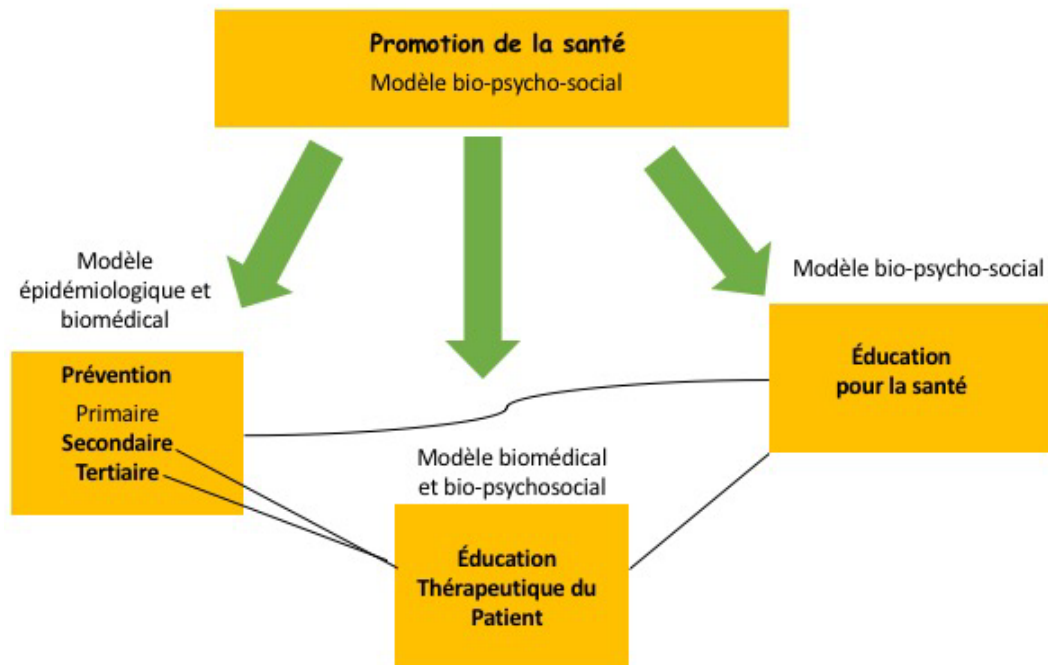 Promotion de la santé
Modèle bio-psycho-social
Modèle
épidémiologique et
biomédical
Modèle bio-psycho-social
Prévention
Primaire
Secondaire
Tertiaire
Éducation
pour la santé
Modèle biomédical
et bio-psychosocial
Éducation
Thérapeutique du
Patient